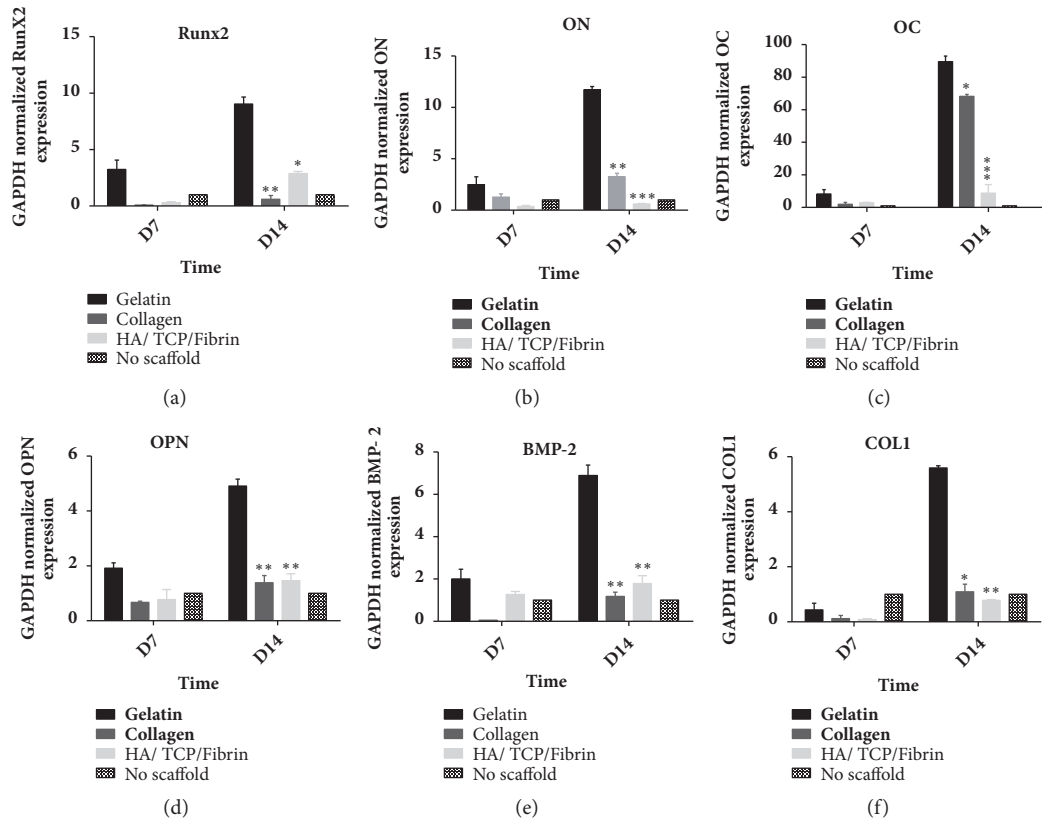 Runx2
GAPDH normalized RunX2
expression
15
10
5
0
**
*
D7
D14
Time
Gelatin
Collagen
HA/ TCP/Fibrin
No scaffold
(a)
ON
GAPDH normalized ON
expression
15
10
5
0
**
***
D7
D14
Time
Gelatin
Collagen
HA/ TCP/Fibrin
No scaffold
(b)
OC
GAPDH normalized OC
expression
100
80
60
40
20
0
*
***
D7
D14
Time
Gelatin
Collagen
HA/ TCP/Fibrin
No scaffold
(c)
OPN
GAPDH normalized OPN
expression
6
4
2
0
**
**
D7
D14
Time
Gelatin
Collagen
HA/ TCP/Fibrin
No scaffold
(d)
BMP-2
GAPDH normalized BMP- 2
expression
8
6
4
2
0
**
**
D7
D14
Time
Gelatin
Collagen
HA/ TCP/Fibrin
No scaffold
(e)
COL1
GAPDH normalized COL1
expression
6
4
2
0
*
**
D7
D14
Time
Gelatin
Collagen
HA/ TCP/Fibrin
No scaffold
(f)